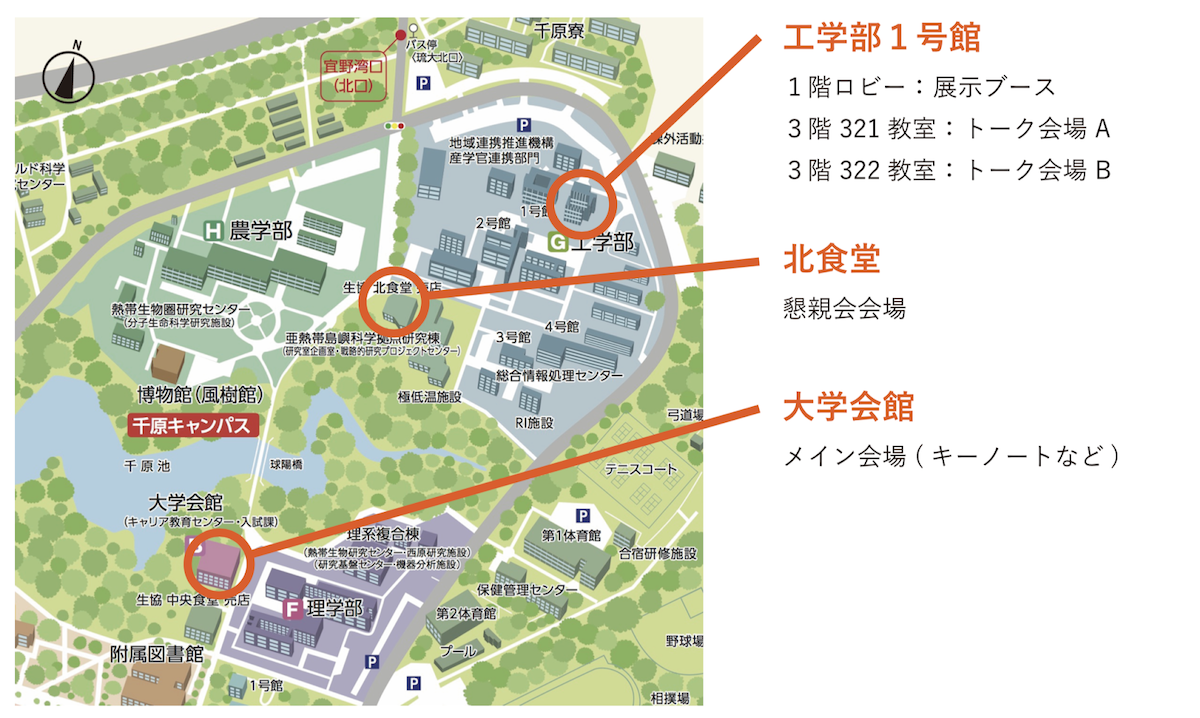 N
千原寮
バス停
〈琉大北口〉
宜野湾口
(北口)
P
P
地域連携推進機構
産学官連携部門
1号館
2号館
G 工学部
H 農学部
生協 北食堂 売店
熱帯生物圏研究センター
(分子生命科学研究施設)
亜熱帯島嶼科学拠点研究棟
(研究室企画室・戦略的研究プロジェクトセンター)
3号館
4号館
総合情報処理センター
極低温施設
RI施設
博物館(風樹館)
千原キャンパス
千原池
球陽橋
弓道場
テニスコート
大学会館
(キャリア教育センター・入試課)
理系複合棟
(熱帯生物研究センター・西原研究施設)
(研究基盤センター・機器分析施設)
P
第1体育館
合宿研修施設
保健管理センター
生協 中央食堂 売店
F 理学部
第2体育館
プール
野球場
附属図書館
1号館
P
P
相撲場
工学部1号館
1階ロビー：展示ブース
3階 321 教室：トーク会場 A
3階 322 教室：トーク会場 B
北食堂
懇親会会場
大学会館
メイン会場 ( キーノートなど )